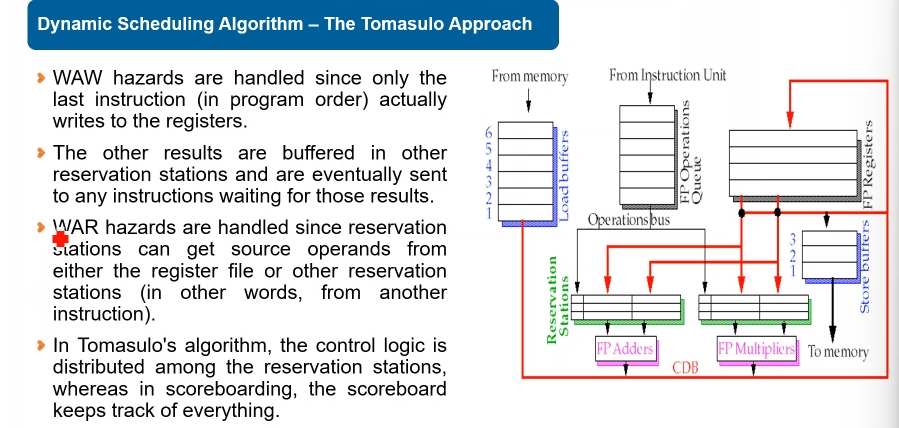 Dynamic Scheduling Algorithm – The Tomasulo Approach
WAW hazards are handled since only the
last instruction (in program order) actually
writes to the registers.
The other results are buffered in other
reservation stations and are eventually sent
to any instructions waiting for those results.
WAR hazards are handled since reservation
stations can get source operands from
either the register file or other reservation
stations (in other words, from another
instruction).
In Tomasulo's algorithm, the control logic is
distributed among the reservation stations,
whereas in scoreboarding, the scoreboard
keeps track of everything.
From memory
From Instruction Unit
6
5
4
3
2
1
Load buffers
FP Operations
Queue
FP Registers
Operations bus
3
2
1
Store buffers
Reservation
Stations
FP Adders
FP Multipliers
To memory
CDB